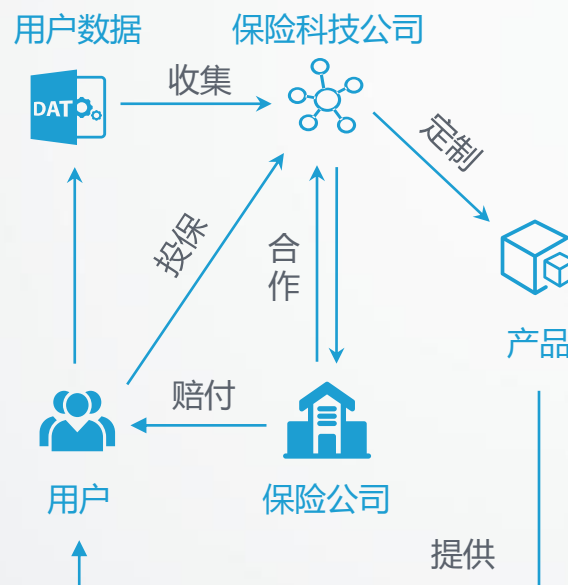 用户数据
保险科技公司
收集
DAT
定制
投保
合作
产品
赔付
用户
保险公司
提供